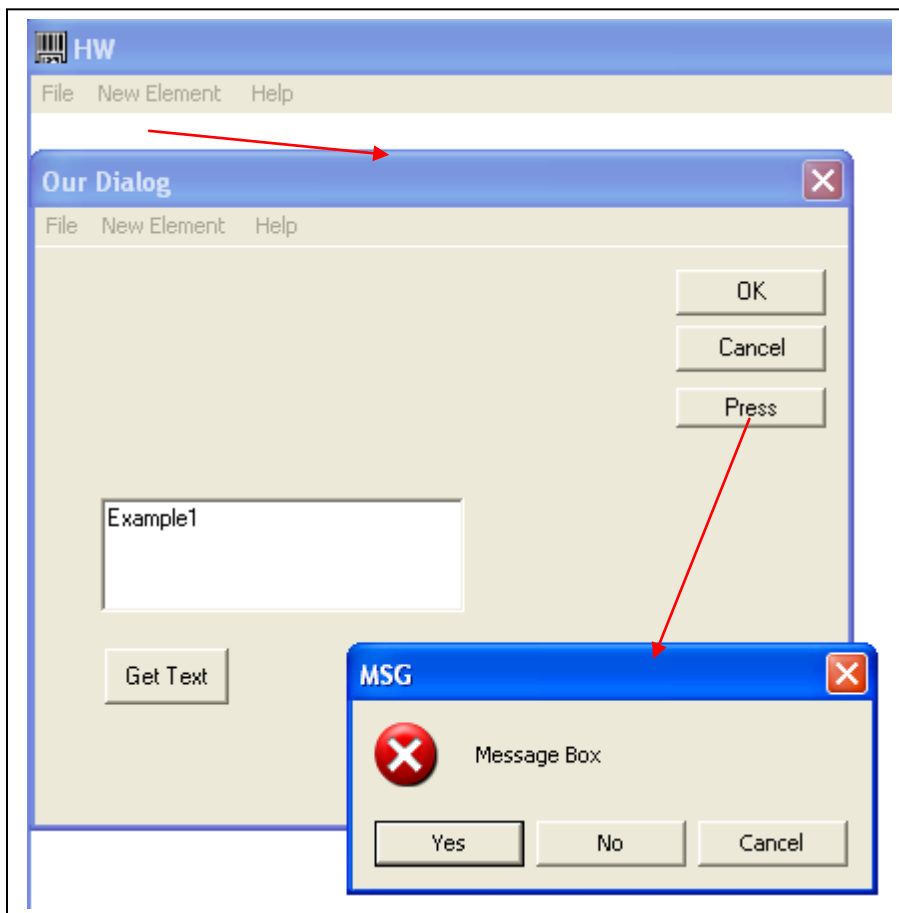 HW
File New Element Help
Our Dialog
File New Element Help
OK
Cancel
Press
Example1
Get Text
MSG
Message Box
Yes No Cancel